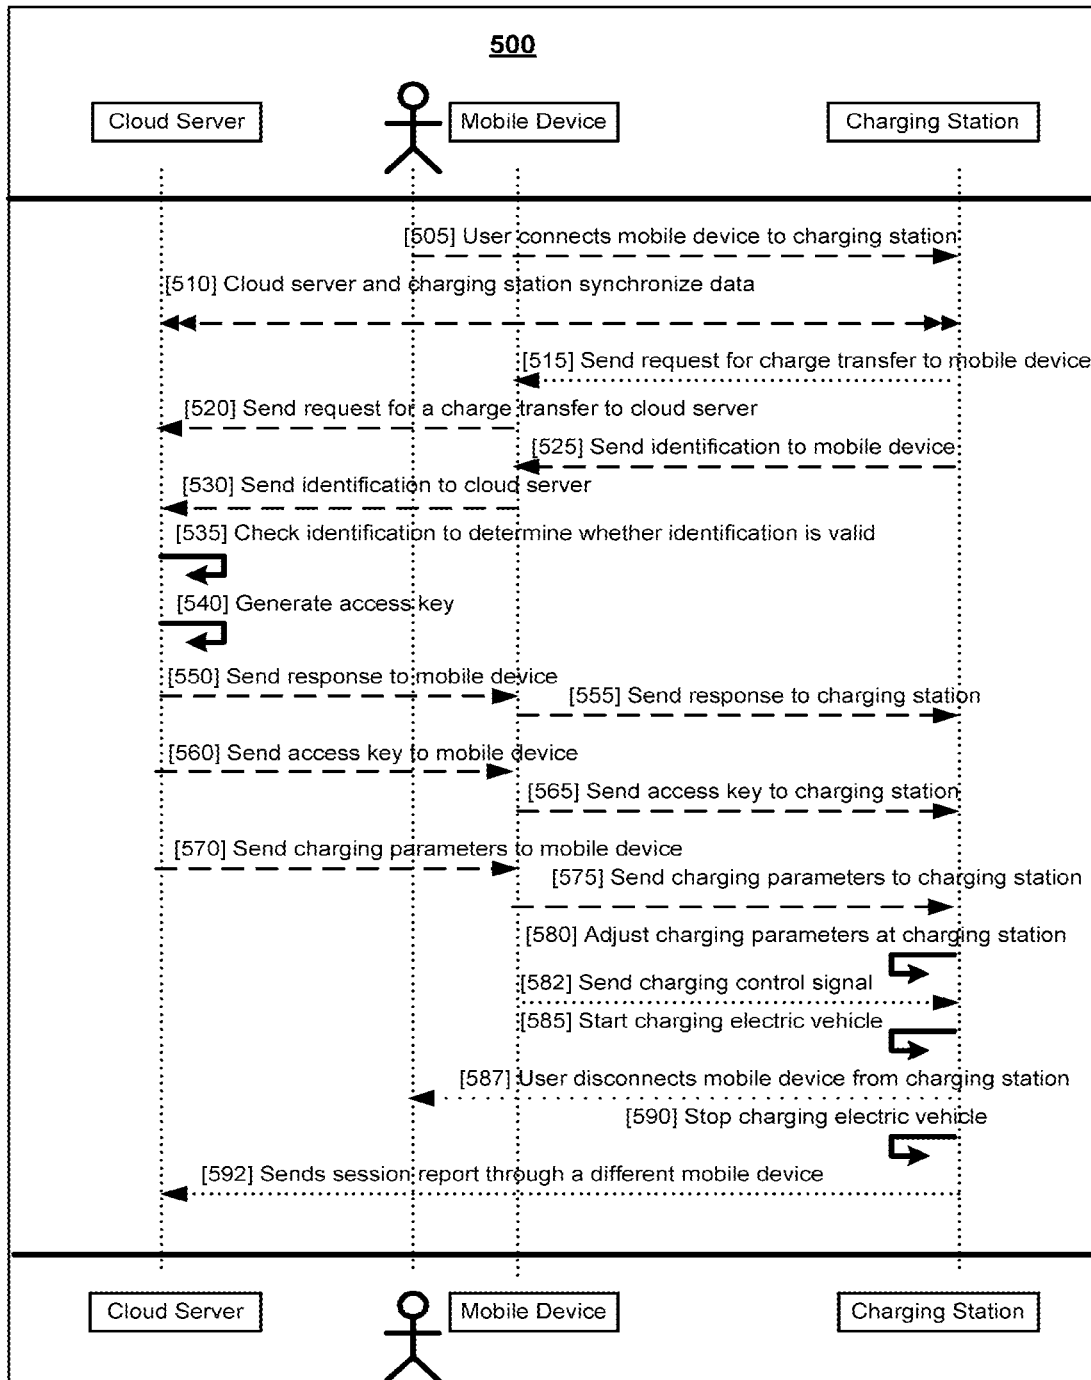 500
Cloud Server
Mobile Device
Charging Station
[505] User connects mobile device to charging station
[510] Cloud server and charging station synchronize data
[515] Send request for charge transfer to mobile device
[520] Send request for a charge transfer to cloud server
[525] Send identification to mobile device
[530] Send identification to cloud server
[535] Check identification to determine whether identification is valid
[540] Generate access key
[550] Send response to mobile device
[555] Send response to charging station
[560] Send access key to mobile device
[565] Send access key to charging station
[570] Send charging parameters to mobile device
[575] Send charging parameters to charging station
[580] Adjust charging parameters at charging station
[582] Send charging control signal
[585] Start charging electric vehicle
[587] User disconnects mobile device from charging station
[590] Stop charging electric vehicle
[592] Sends session report through a different mobile device
Cloud Server
Mobile Device
Charging Station